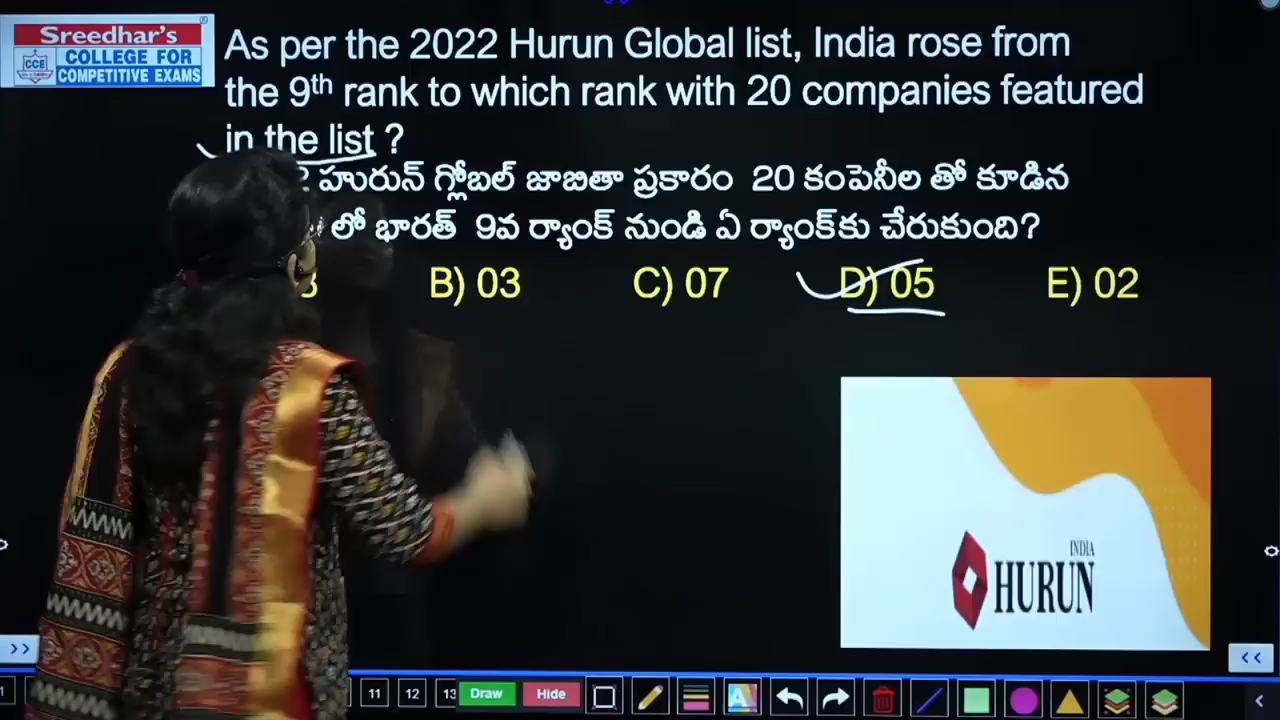 Sreedhar's
CCE
COLLEGE FOR
COMPETITIVE EXAMS
As per the 2022 Hurun Global list, India rose from
the 9th rank to which rank with 20 companies featured
in the list ?
హురున్ గ్లోబల్ జాబితా ప్రకారం 20 కంపెనీల తో కూడిన
లో భారత్ 9వ ర్యాంక్ నుండి ఏ ర్యాంక్‌కు చేరుకుంది?
B) 03 C) 07 D) 05 E) 02
INDIA
HURUN
>> <<
11 12 13 Draw Hide